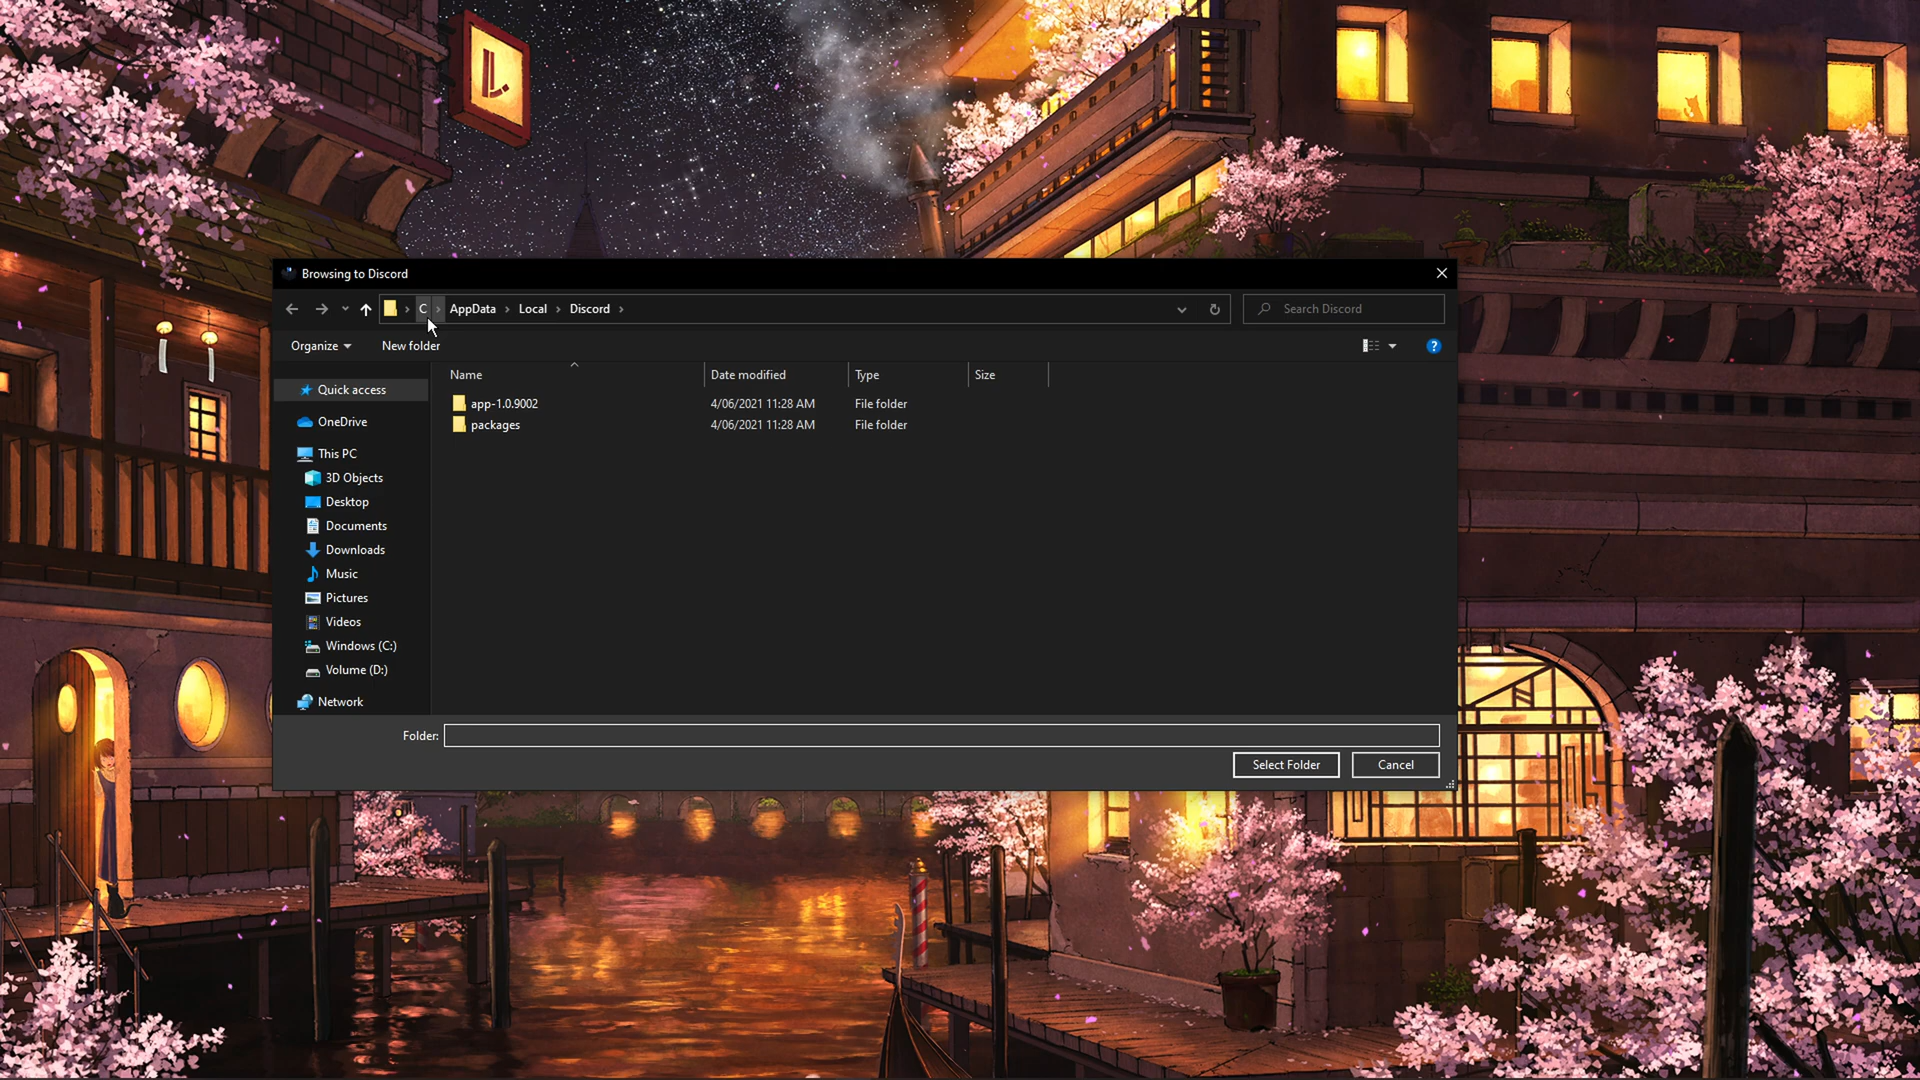 Browsing to Discord
C AppData Local Discord
Search Discord
Organize New folder
Name Date modified Type Size
Quick access
OneDrive
This PC
3D Objects
Desktop
Documents
Downloads
Music
Pictures
Videos
Windows (C:)
Volume (D:)
Network
app-1.0.9002 4/06/2021 11:28 AM File folder
packages 4/06/2021 11:28 AM File folder
Folder:
Select Folder Cancel